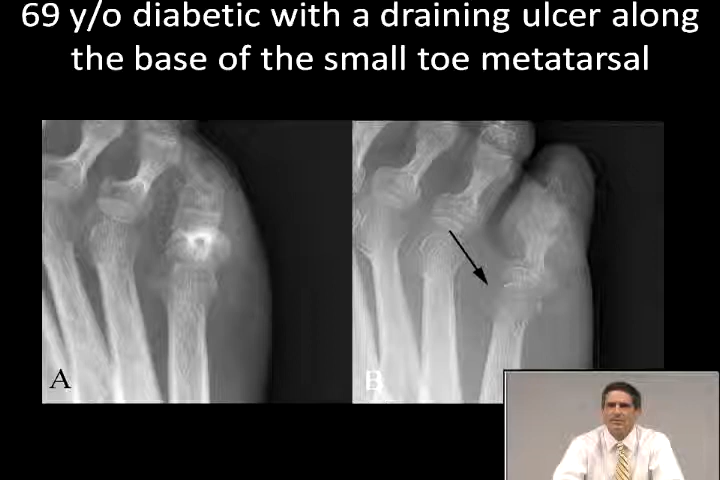 69 y/o diabetic with a draining ulcer along
the base of the small toe metatarsal
A
B